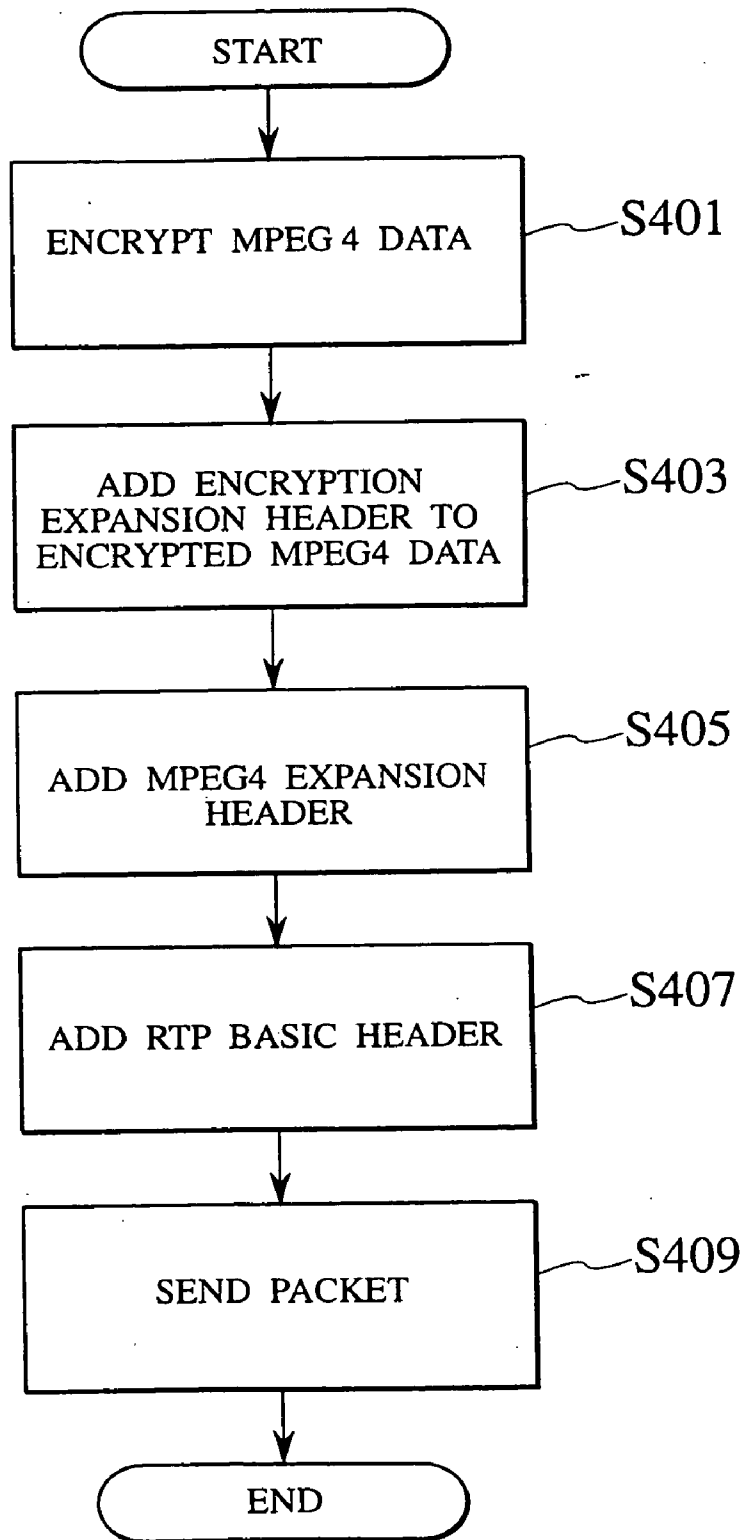 START
ENCRYPT MPEG 4 DATA
S401
ADD ENCRYPTION
EXPANSION HEADER TO
ENCRYPTED MPEG4 DATA
S403
ADD MPEG4 EXPANSION
HEADER
S405
ADD RTP BASIC HEADER
S407
SEND PACKET
S409
END